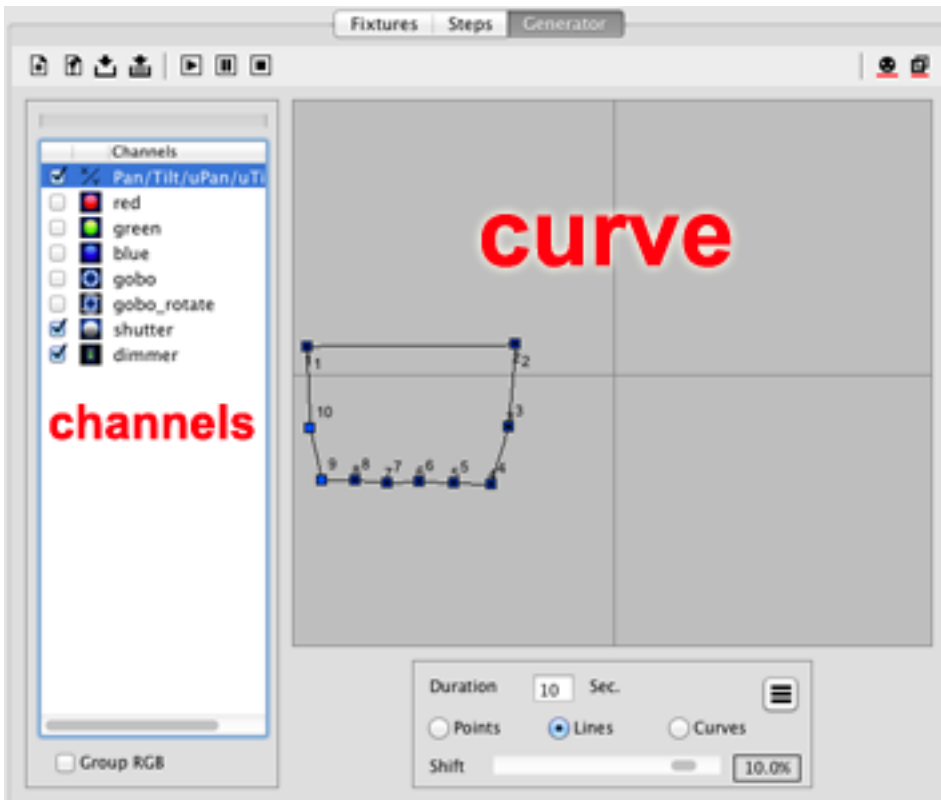 Fixtures Steps Generator
Channels
Pan/Tilt/uPan/uTi
red
green
blue
gobo
gobo_rotate
shutter
dimmer
channels
Group RGB
curve
1
2
3
4
5
6
7
8
9
10
Duration 10 Sec.
Points Lines Curves
Shift 10.0%